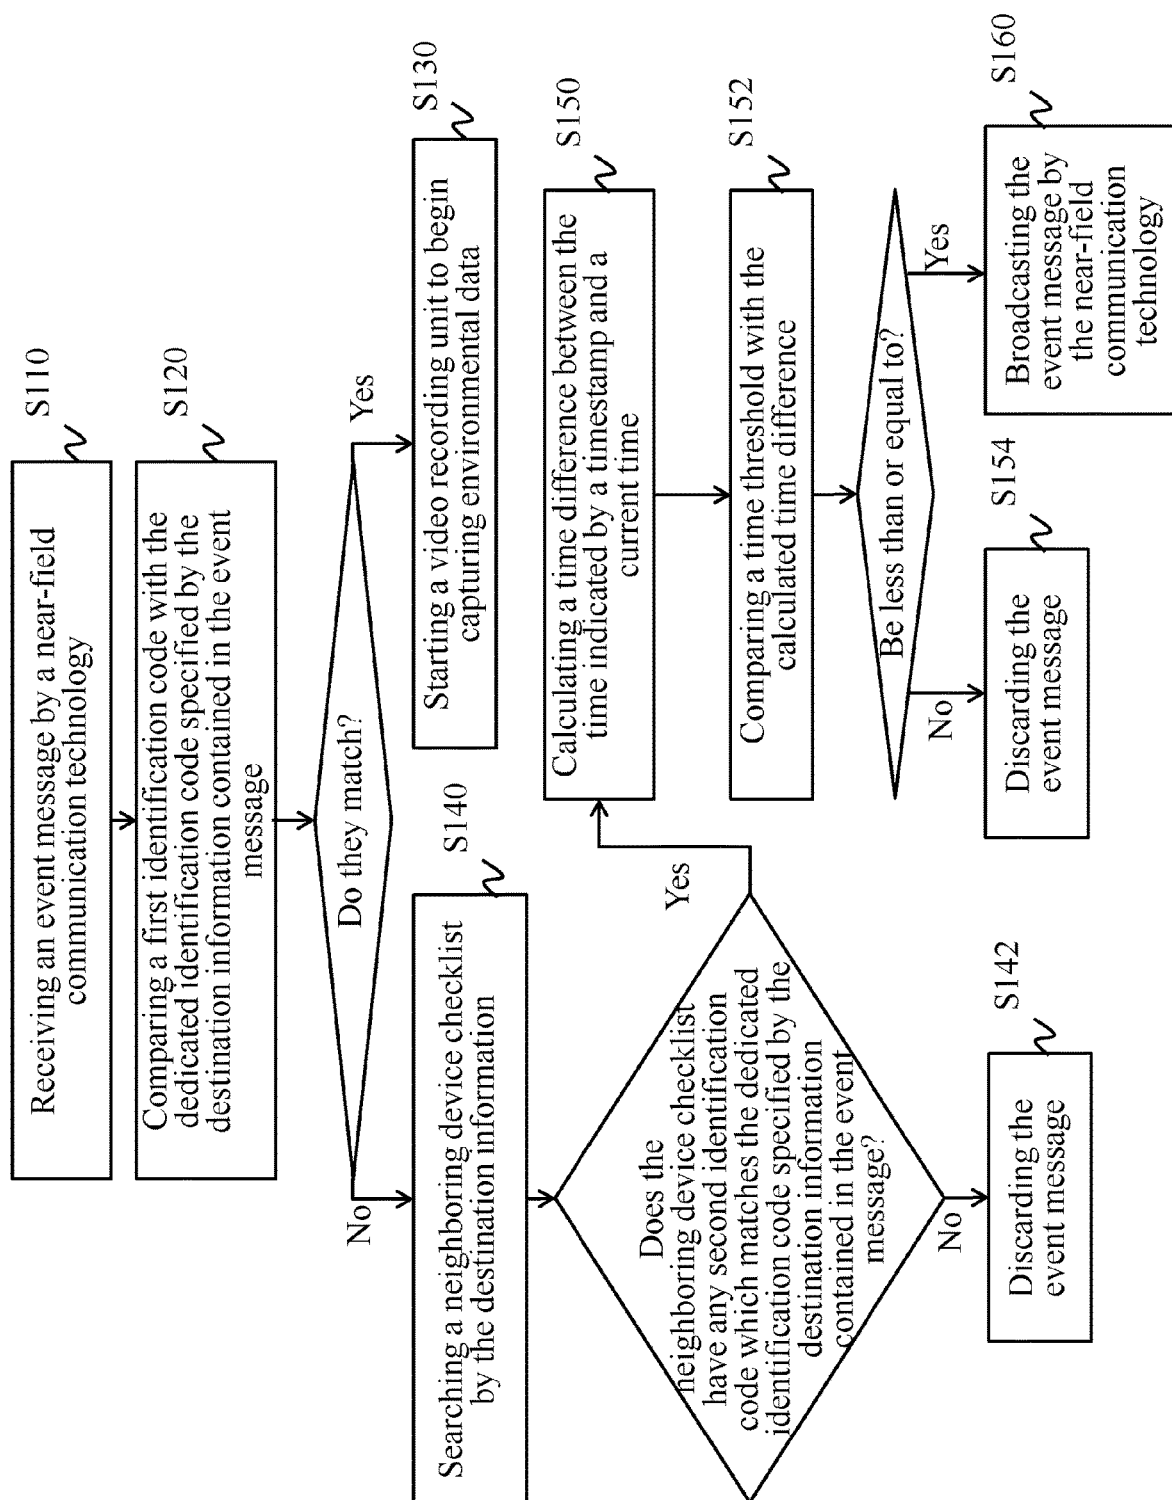 S110
Receiving an event message by a near-field
communication technology
S120
Comparing a first identification code with the
dedicated identification code specified by the
destination information contained in the event
message
Do they match?
Yes
No
S130
Starting a video recording unit to begin
capturing environmental data
S140
Searching a neighboring device checklist
by the destination information
Does the
neighboring device checklist
have any second identification
code which matches the dedicated
identification code specified by the
destination information
contained in the event
message?
Yes
No
S142
Discarding the
event message
S150
Calculating a time difference between the
time indicated by a timestamp and a
current time
S152
Comparing a time threshold with the
calculated time difference
Be less than or equal to?
No
Yes
S154
Discarding the
event message
S160
Broadcasting the
event message by
the near-field
communication
technology